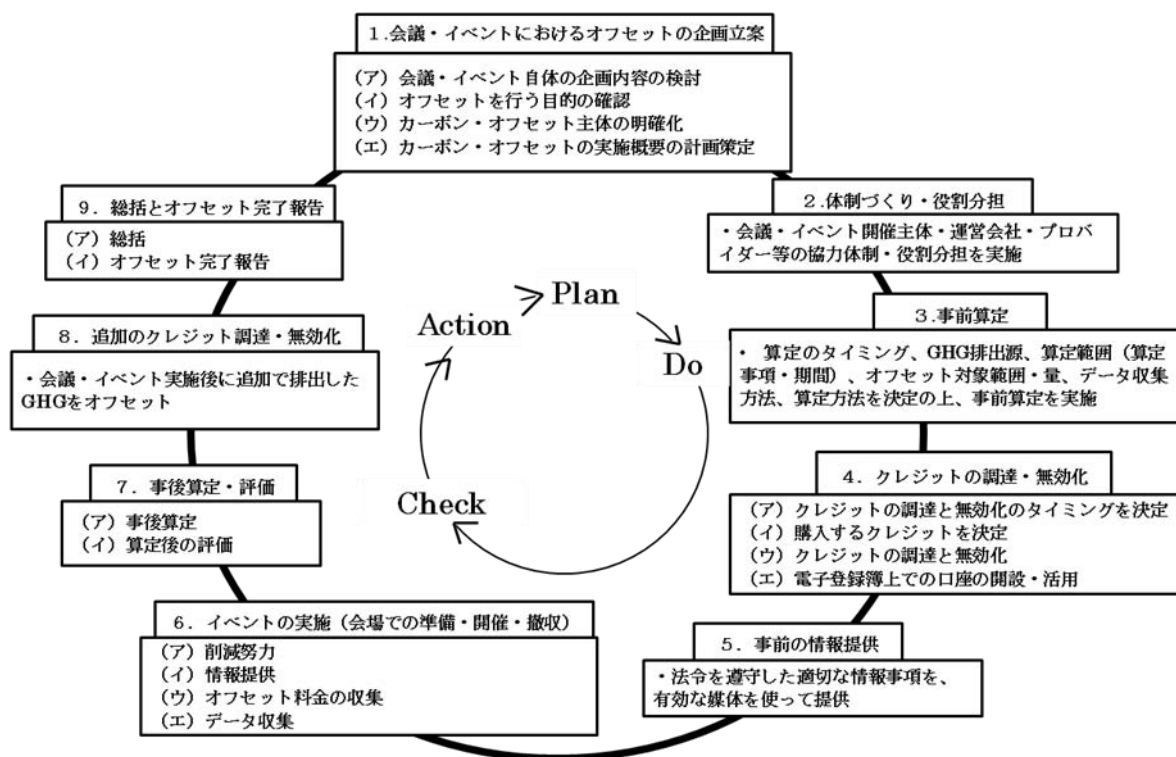 1.会議・イベントにおけるオフセットの企画立案
（ア）会議・イベント自体の企画内容の検討
（イ）オフセットを行う目的の確認
（ウ）カーボン・オフセット主体の明確化
（エ）カーボン・オフセットの実施概要の計画策定
2.体制づくり・役割分担
・会議・イベント開催主体・運営会社・プロバ
イダー等の協力体制・役割分担を実施
3.事前算定
・ 算定のタイミング、GHG排出源、算定範囲（算定
事項・期間）、オフセット対象範囲・量、データ収集
方法、算定方法を決定の上、事前算定を実施
4．クレジットの調達・無効化
（ア）クレジットの調達と無効化のタイミングを決定
（イ）購入するクレジットを決定
（ウ）クレジットの調達と無効化
（エ）電子登録簿上での口座の開設・活用
5．事前の情報提供
・法令を遵守した適切な情報事項を、
有効な媒体を使って提供
6．イベントの実施（会場での準備・開催・撤収）
（ア）削減努力
（イ）情報提供
（ウ）オフセット料金の収集
（エ）データ収集
7．事後算定・評価
（ア）事後算定
（イ）算定後の評価
8．追加のクレジット調達・無効化
・会議・イベント実施後に追加で排出した
GHGをオフセット
9．総括とオフセット完了報告
（ア）総括
（イ）オフセット完了報告
Plan
Do
Check
Action